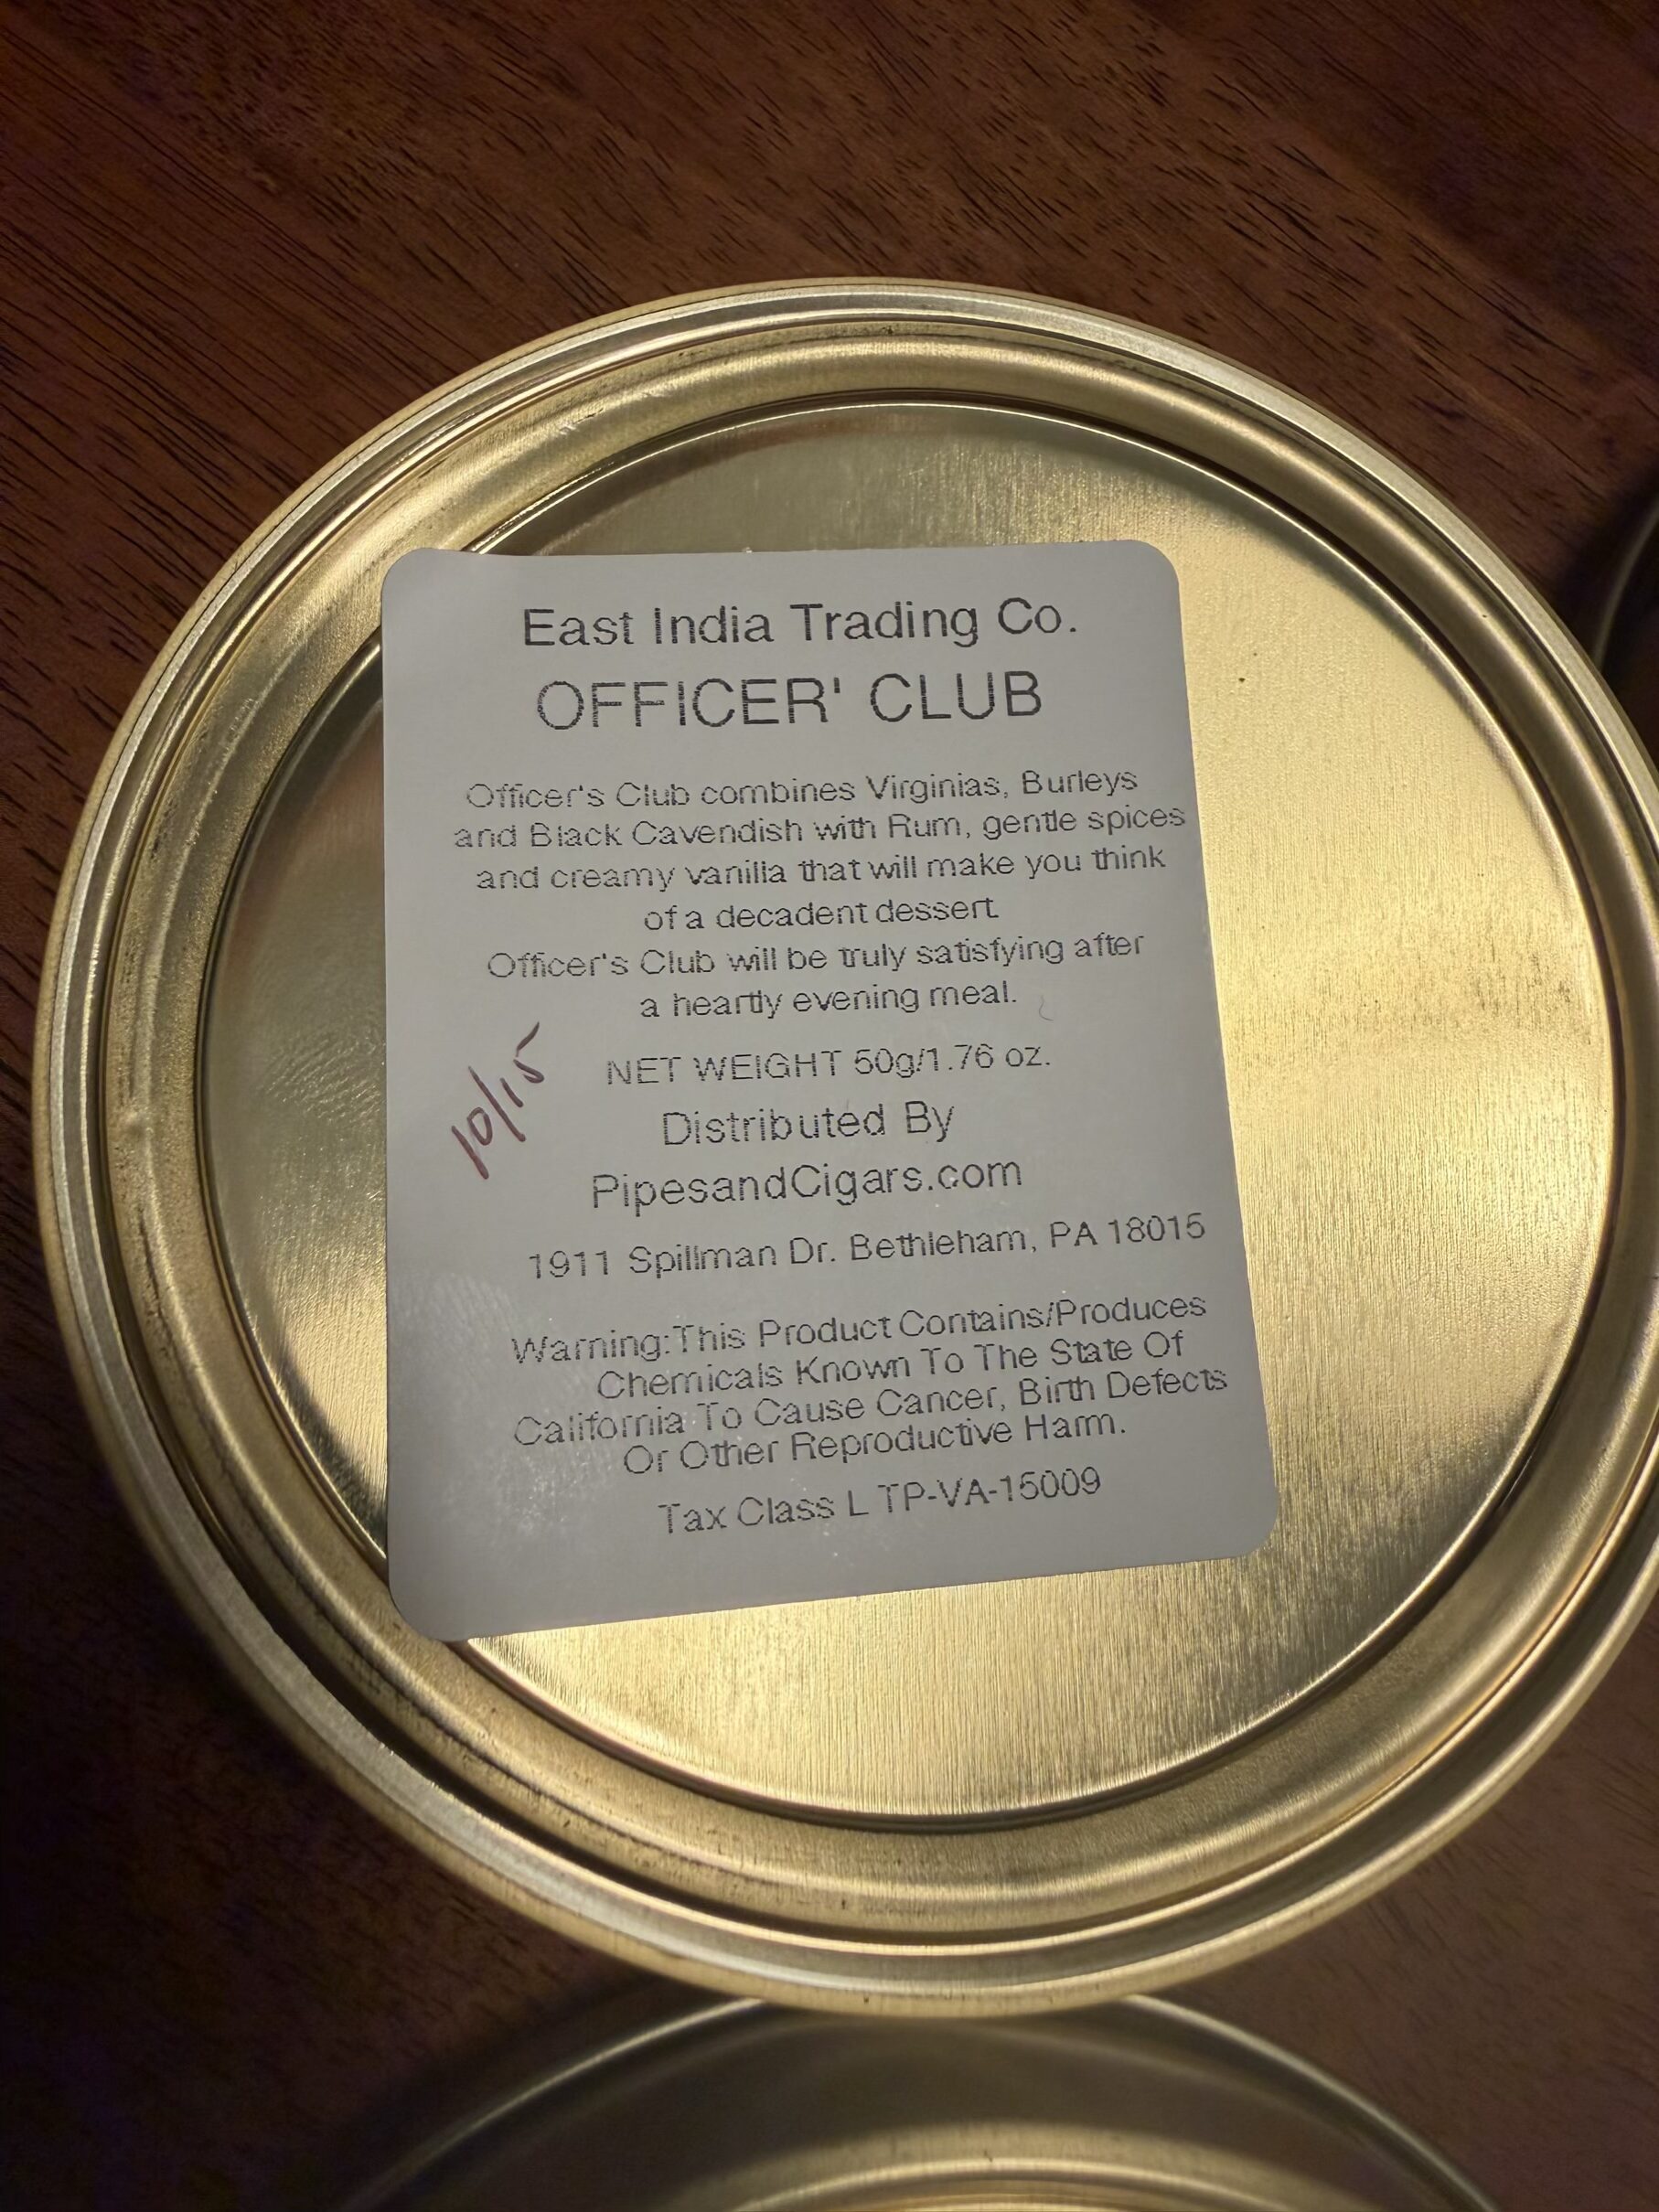 East India Trading Co.
OFFICER' CLUB
Officer's Club combines Virginias, Burleys
and Black Cavendish with Rum, gentle spices
and creamy vanilla that will make you think
of a decadent dessert.
Officer's Club will be truly satisfying after
a heartly evening meal.
10/15
NET WEIGHT 50g/1.76 oz.
Distributed By
PipesandCigars.com
1911 Spillman Dr. Bethleham, PA 18015
Warning:This Product Contains/Produces
Chemicals Known To The State Of
California To Cause Cancer, Birth Defects
Or Other Reproductive Harm.
Tax Class L TP-VA-15009